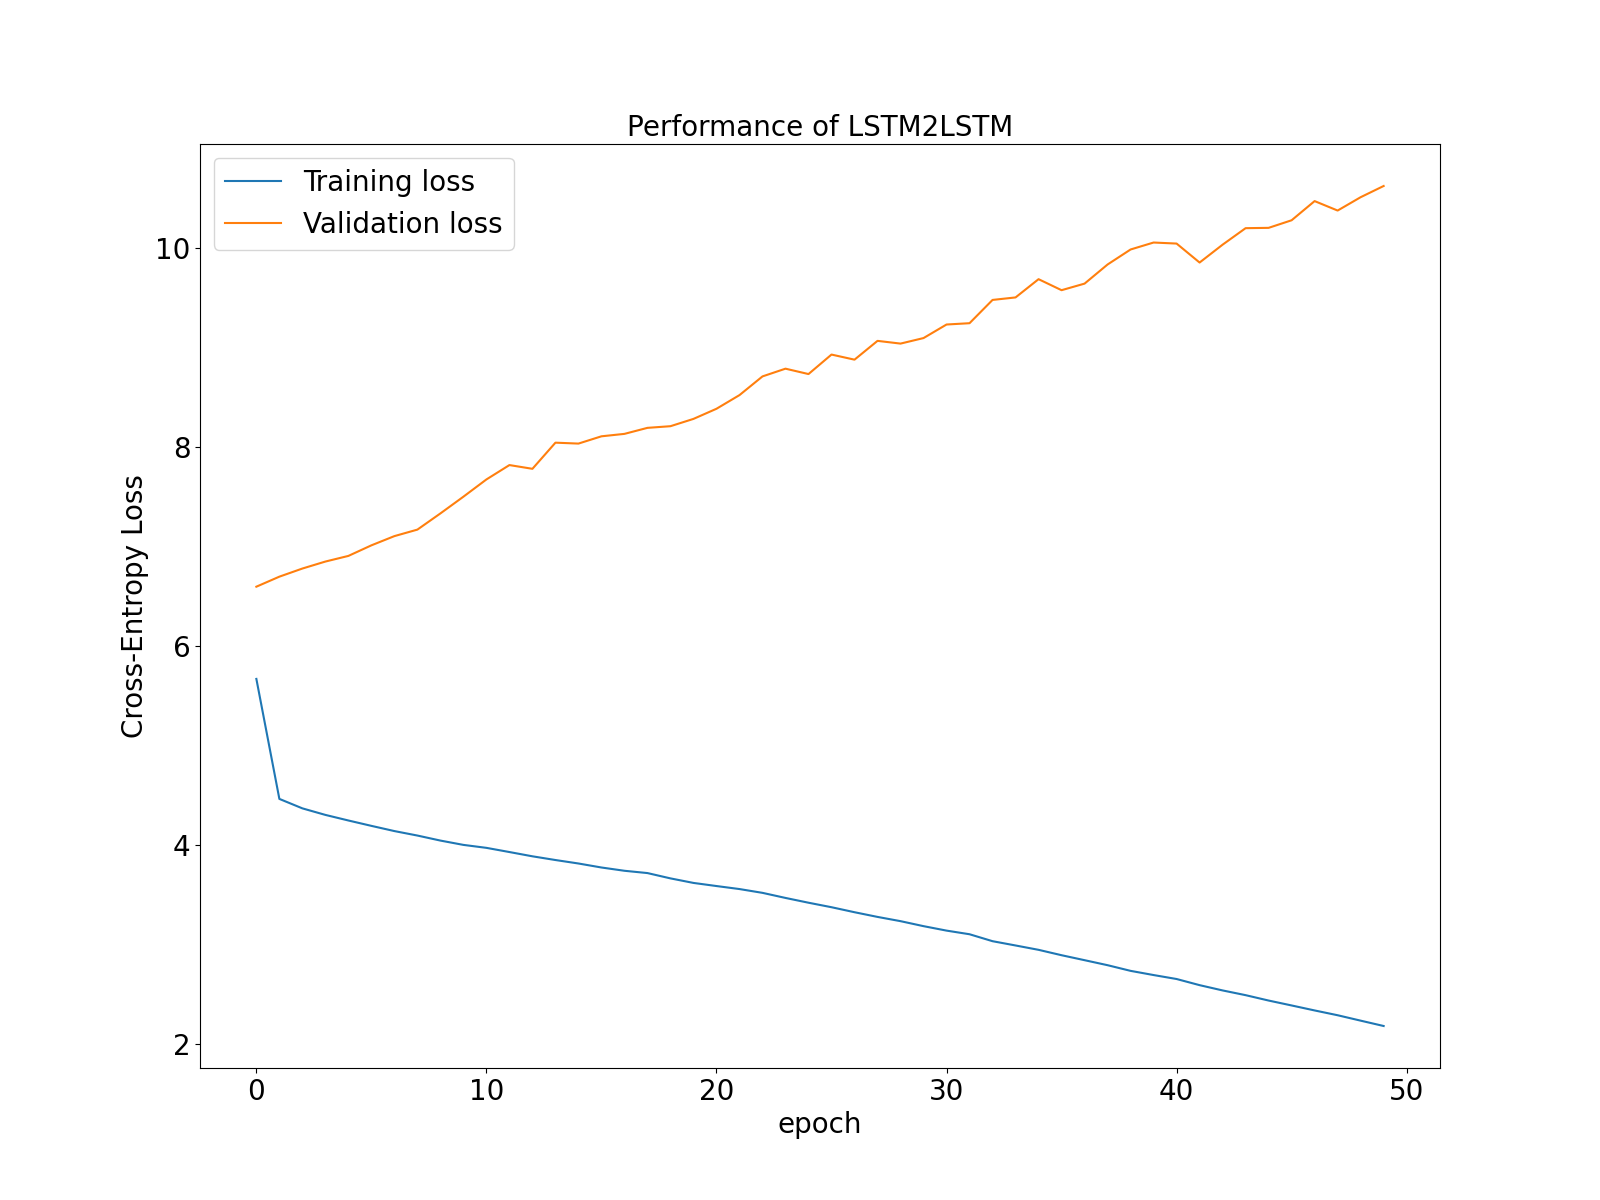 Performance of LSTM2LSTM
Training loss
Validation loss
10
8
6
4
2
Cross-Entropy Loss
0 10 20 30 40 50
epoch